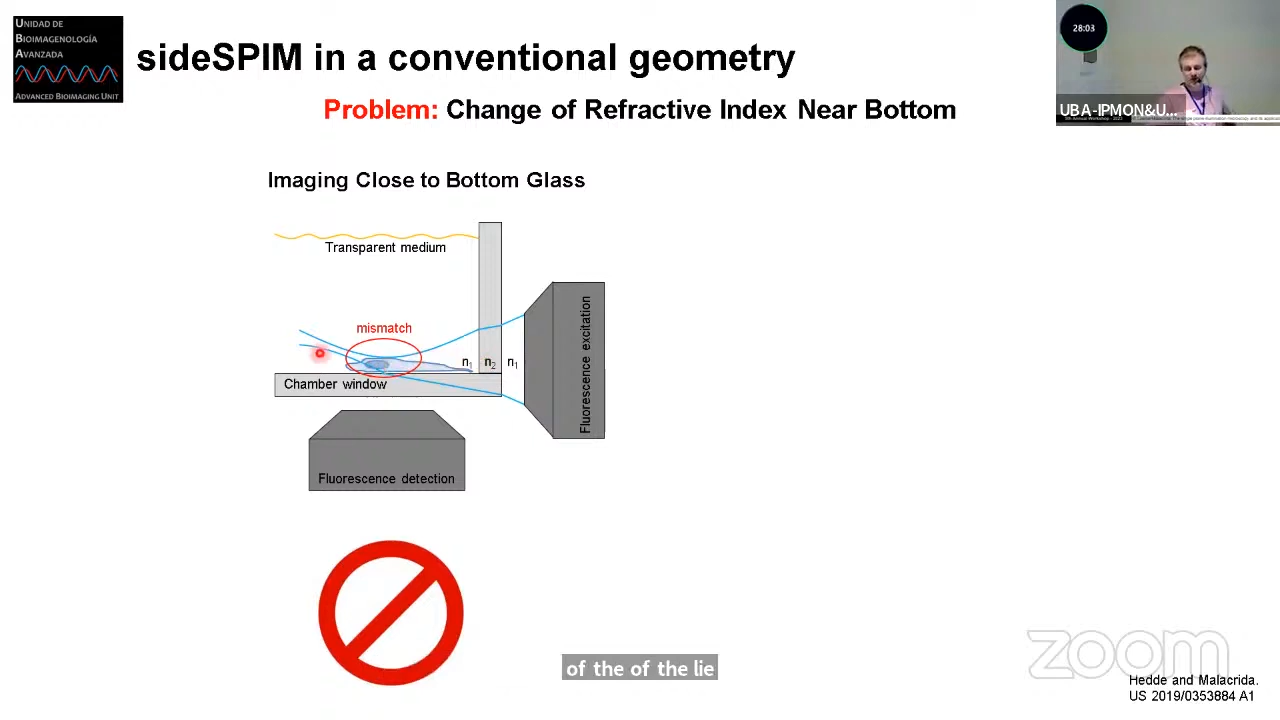 UNIDAD DE
BIOIMAGENOLOGÍA
AVANZADA
ADVANCED BIOIMAGING UNIT
sideSPIM in a conventional geometry
Problem: Change of Refractive Index Near Bottom
28:03
UBA-IPMON&U...
Imaging Close to Bottom Glass
Transparent medium
mismatch
n1 n2 n1
Chamber window
Fluorescence excitation
Fluorescence detection
of the of the lie
zoom
Hedde and Malacrida.
US 2019/0353884 A1